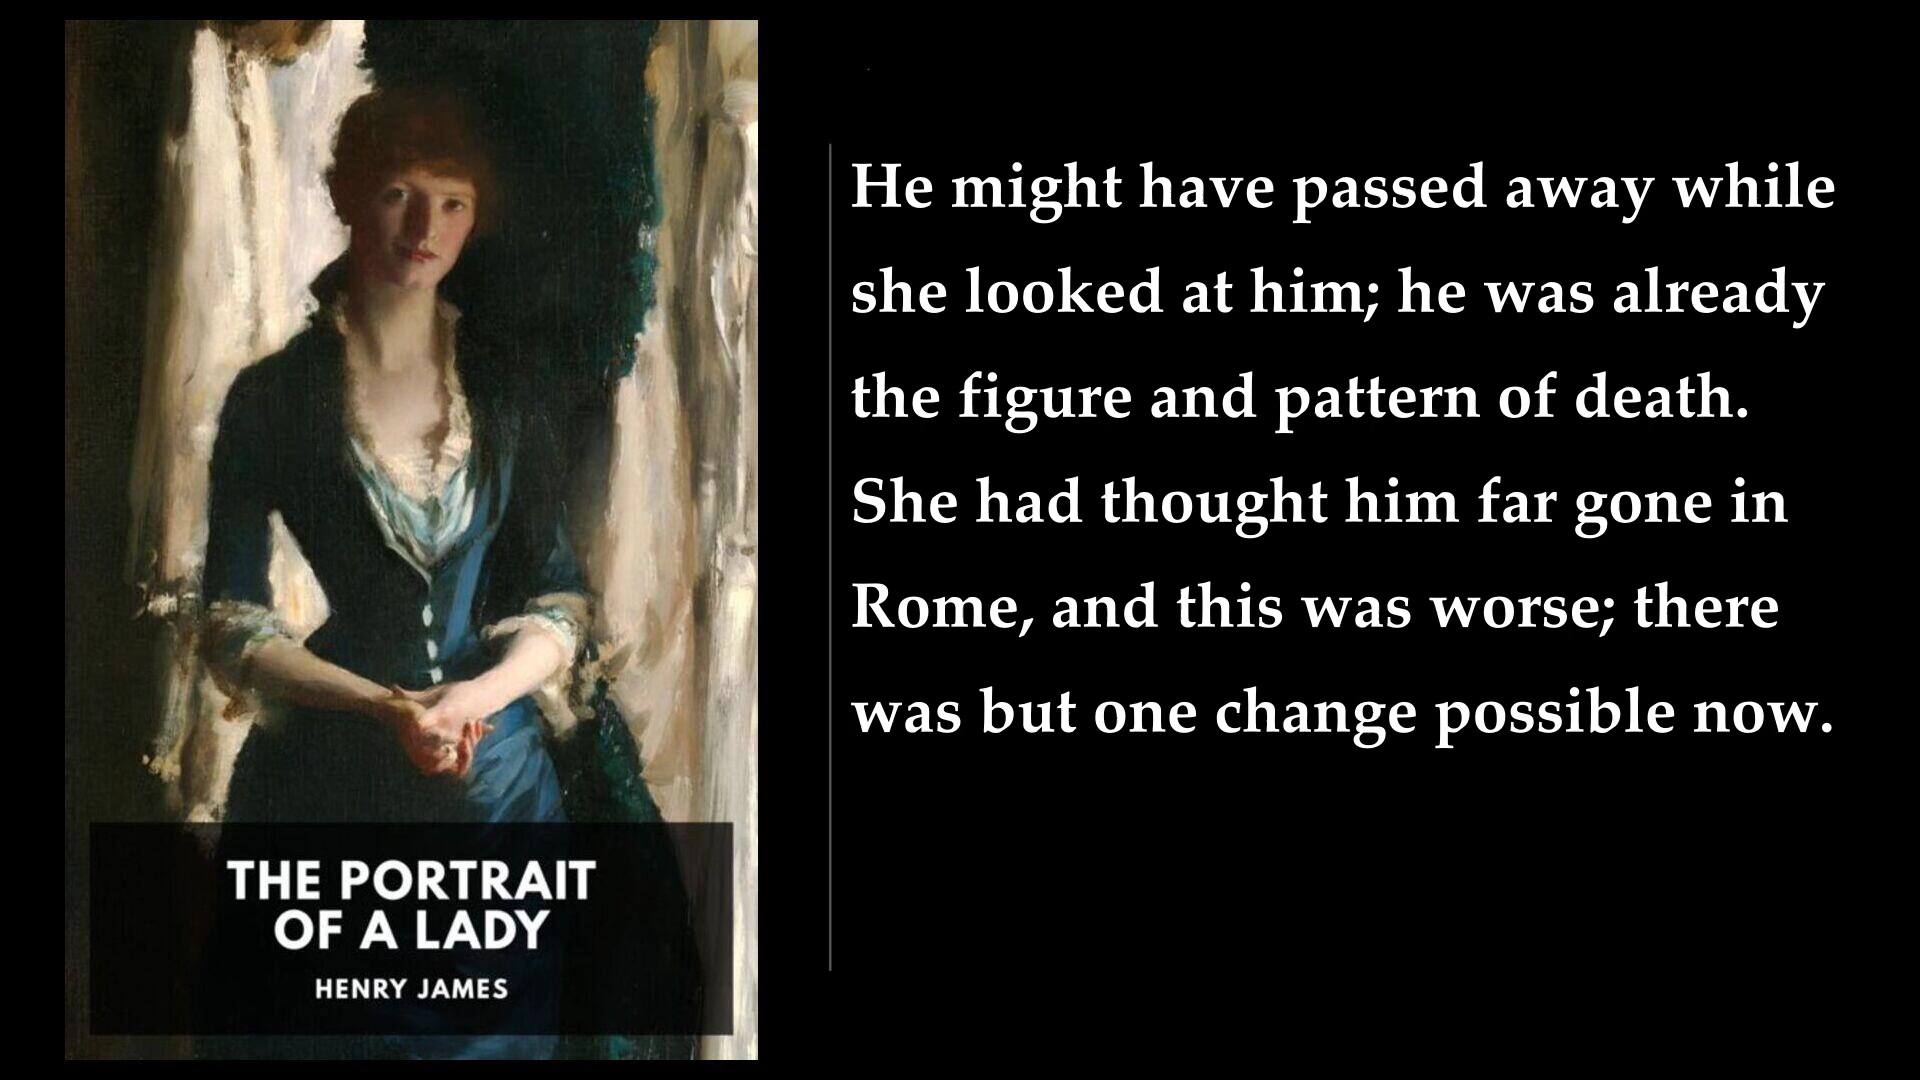 THE PORTRAIT
OF A LADY
HENRY JAMES
He might have passed away while
she looked at him; he was already
the figure and pattern of death.
She had thought him far gone in
Rome, and this was worse; there
was but one change possible now.